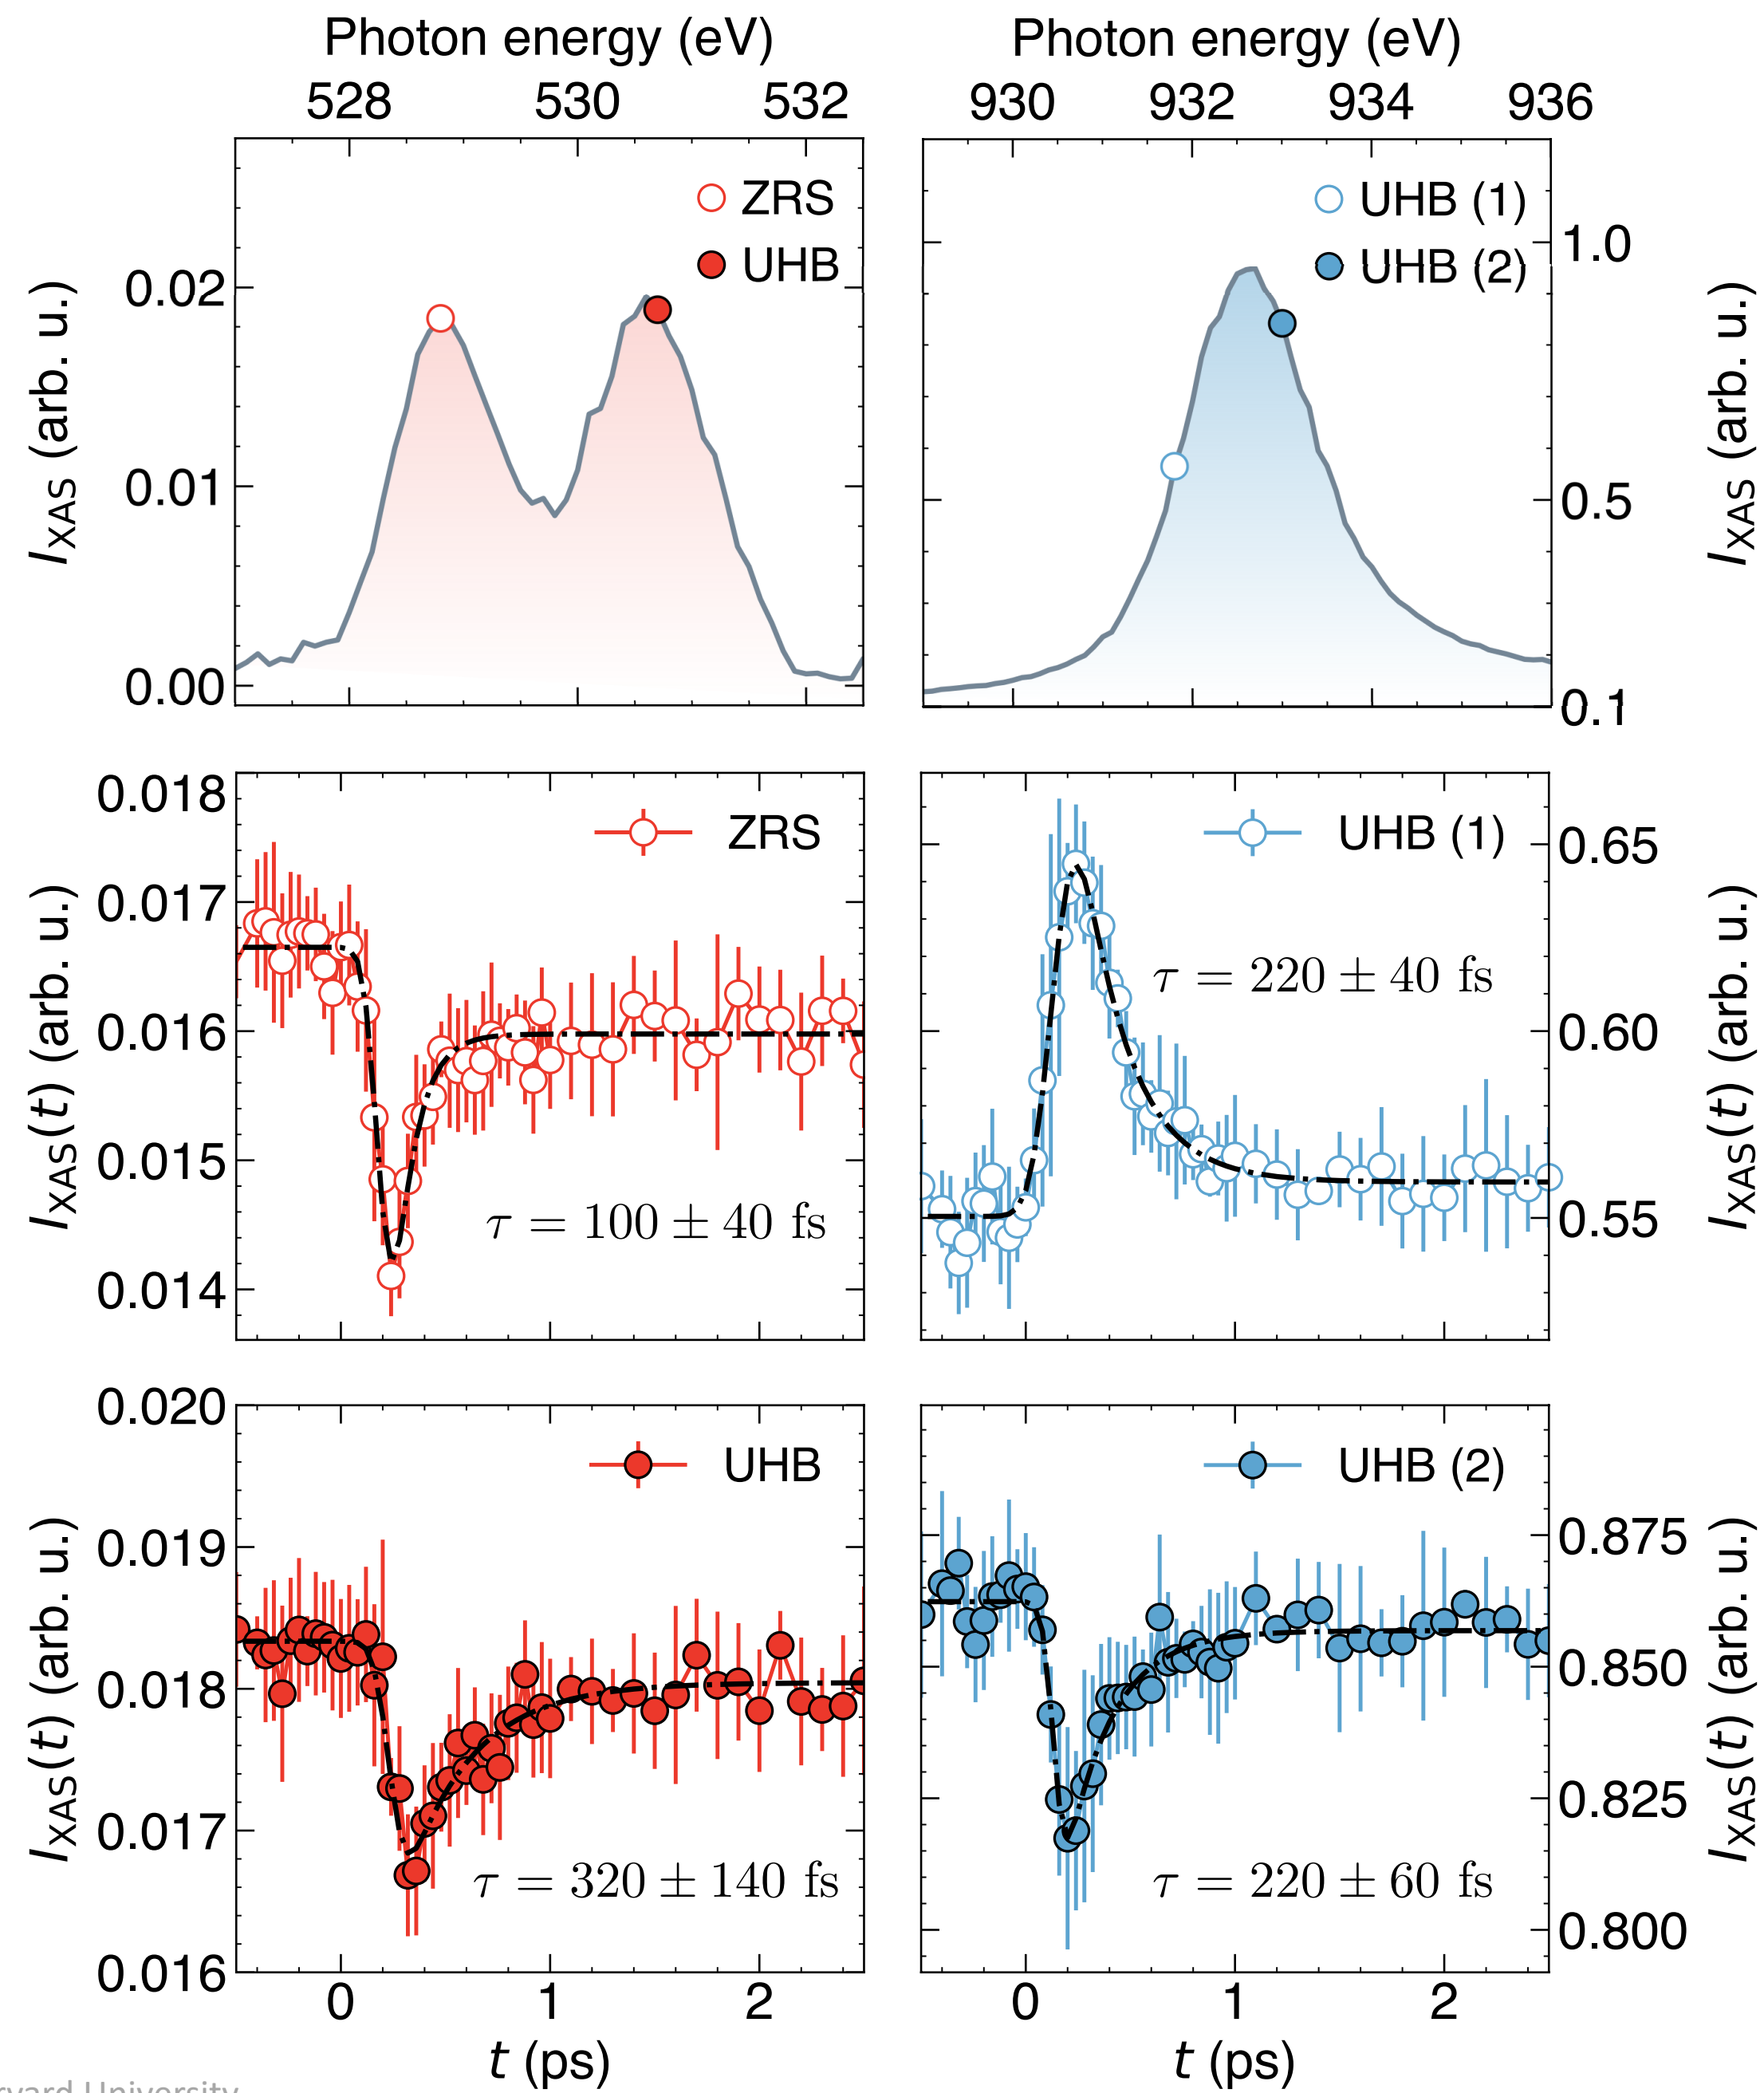 Photon energy (eV)
528 530 532
Photon energy (eV)
930 932 934 936
ZRS
UHB
0.02
0.01
0.00
I_XAS (arb. u.)
UHB (1)
UHB (2)
1.0
0.5
0.1
I_XAS (arb. u.)
0.018
0.017
0.016
0.015
0.014
I_XAS(t) (arb. u.)
ZRS
τ = 100 ± 40 fs
UHB (1)
τ = 220 ± 40 fs
0.65
0.60
0.55
I_XAS(t) (arb. u.)
0.020
0.019
0.018
0.017
0.016
I_XAS(t) (arb. u.)
UHB
τ = 320 ± 140 fs
0 1 2
t (ps)
UHB (2)
τ = 220 ± 60 fs
0.875
0.850
0.825
0.800
I_XAS(t) (arb. u.)
0 1 2
t (ps)
University